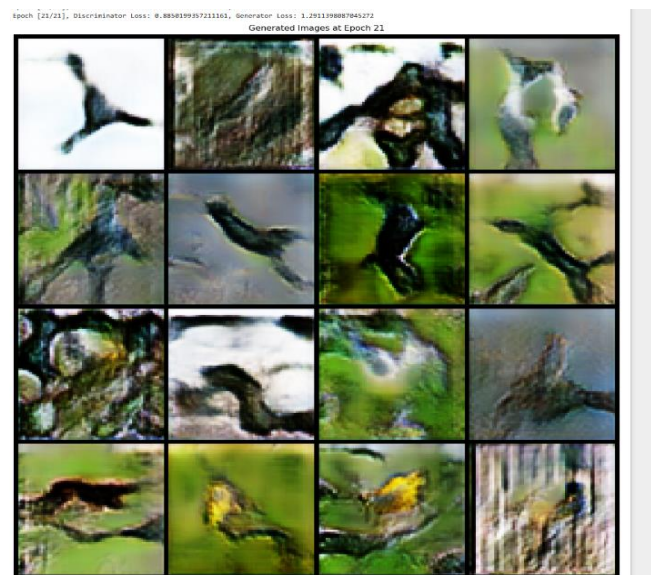 Epoch [21/21], Discriminator Loss: 0.8850199357211161, Generator Loss: 1.2911398087045272
Generated Images at Epoch 21